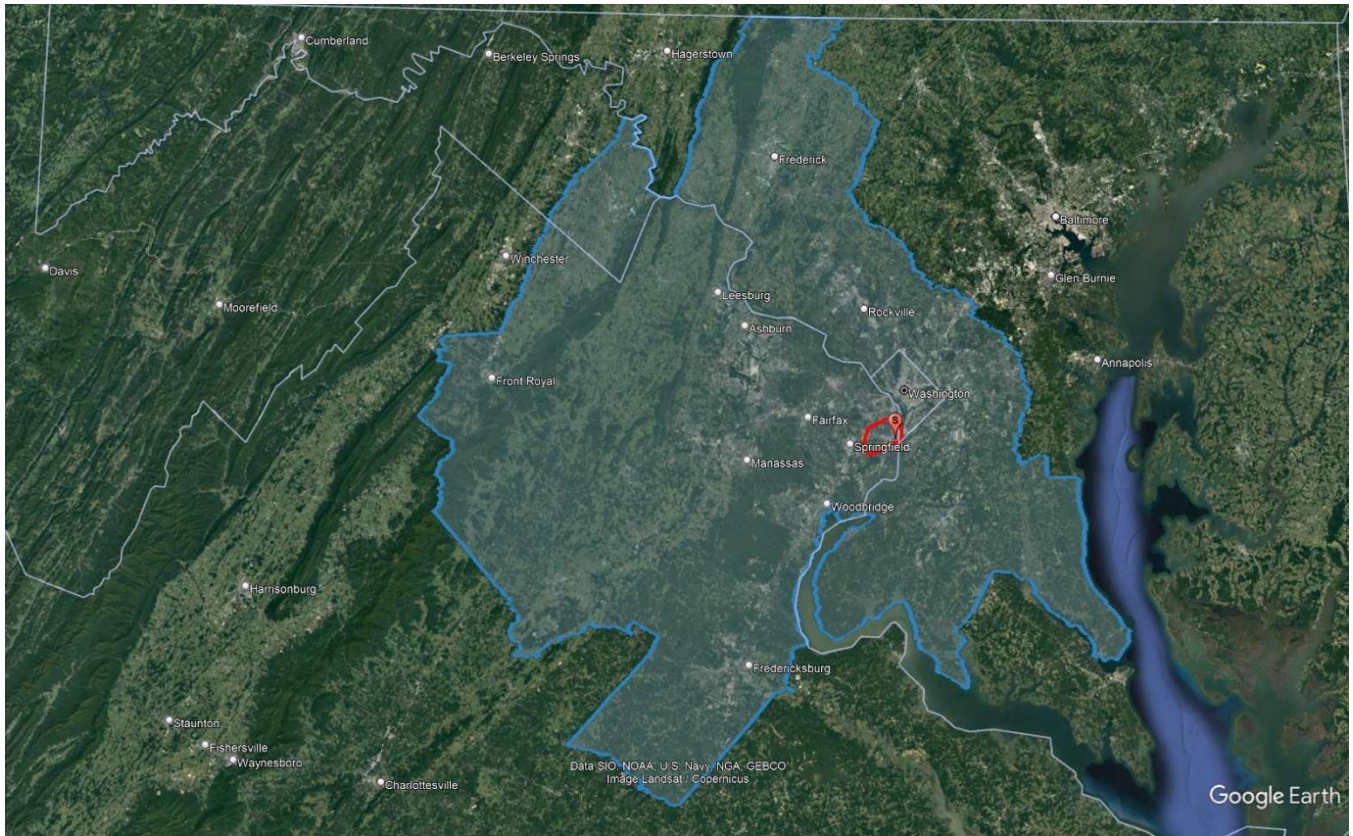 Cumberland
Berkeley Springs
Hagerstown
Frederick
Baltimore
Winchester
Davis
Glen Burnie
Leesburg
Moorefield
Rockville
Ashburn
Annapolis
Front Royal
Washington
Fairfax
S
Springfield
Manassas
Woodbridge
Harrisonburg
Fredericksburg
Staunton
Fishersville
Waynesboro
Data SIO, NOAA, U.S. Navy, NGA, GEBCO
Image Landsat / Copernicus
Charlottesville
Google Earth